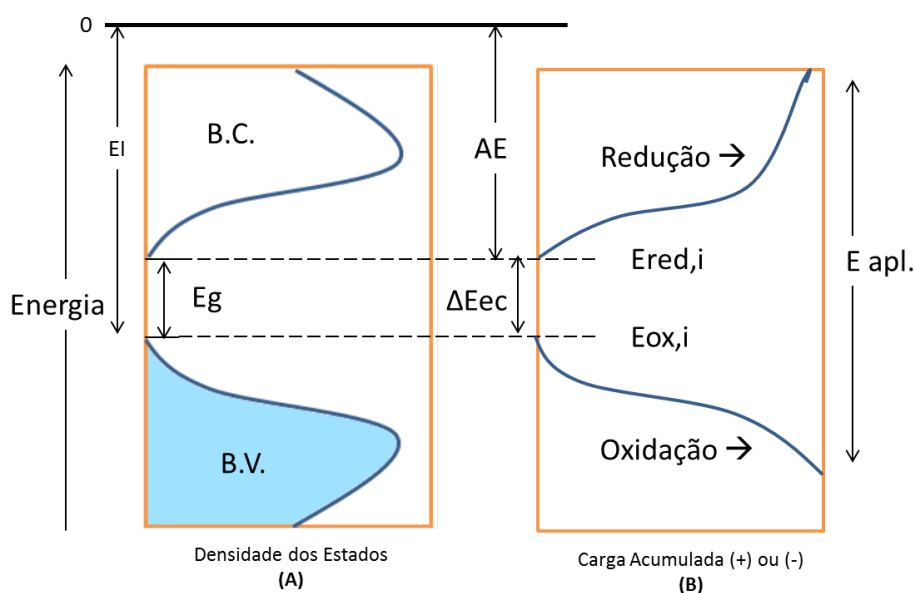 0
EI
AE
B.C.
Redução →
Ered,i
E apl.
Energia
Eg
ΔEec
Eox,i
B.V.
Oxidação →
Densidade dos Estados
(A)
Carga Acumulada (+) ou (-)
(B)